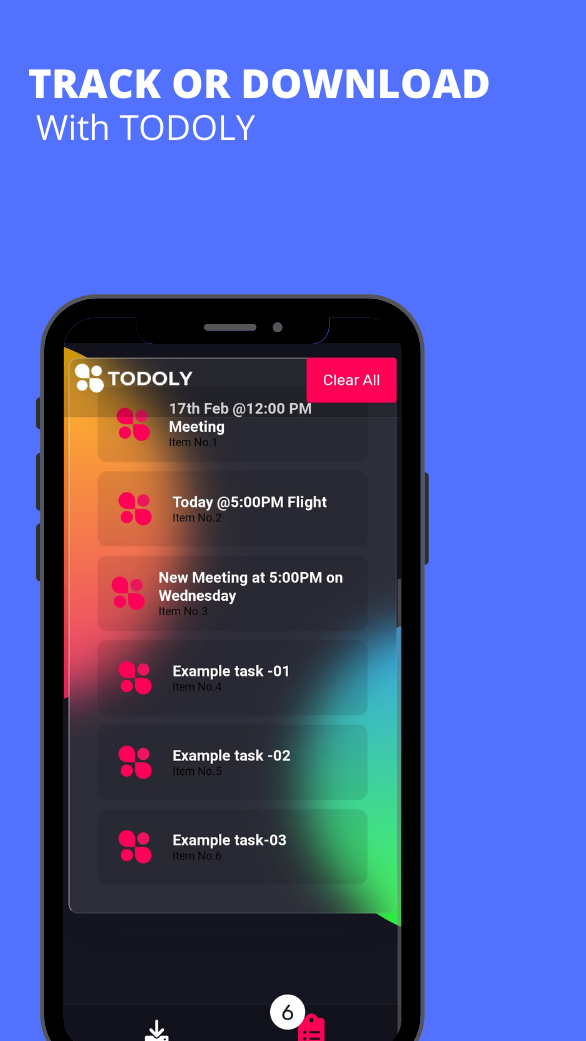 TRACK OR DOWNLOAD
With TODOLY
TODOLY
Clear All
17th Feb @12:00 PM
Meeting
Item No.1
Today @5:00PM Flight
Item No.2
New Meeting at 5:00PM on
Wednesday
Item No.3
Example task -01
Item No.4
Example task -02
Item No.5
Example task-03
Item No.6
6